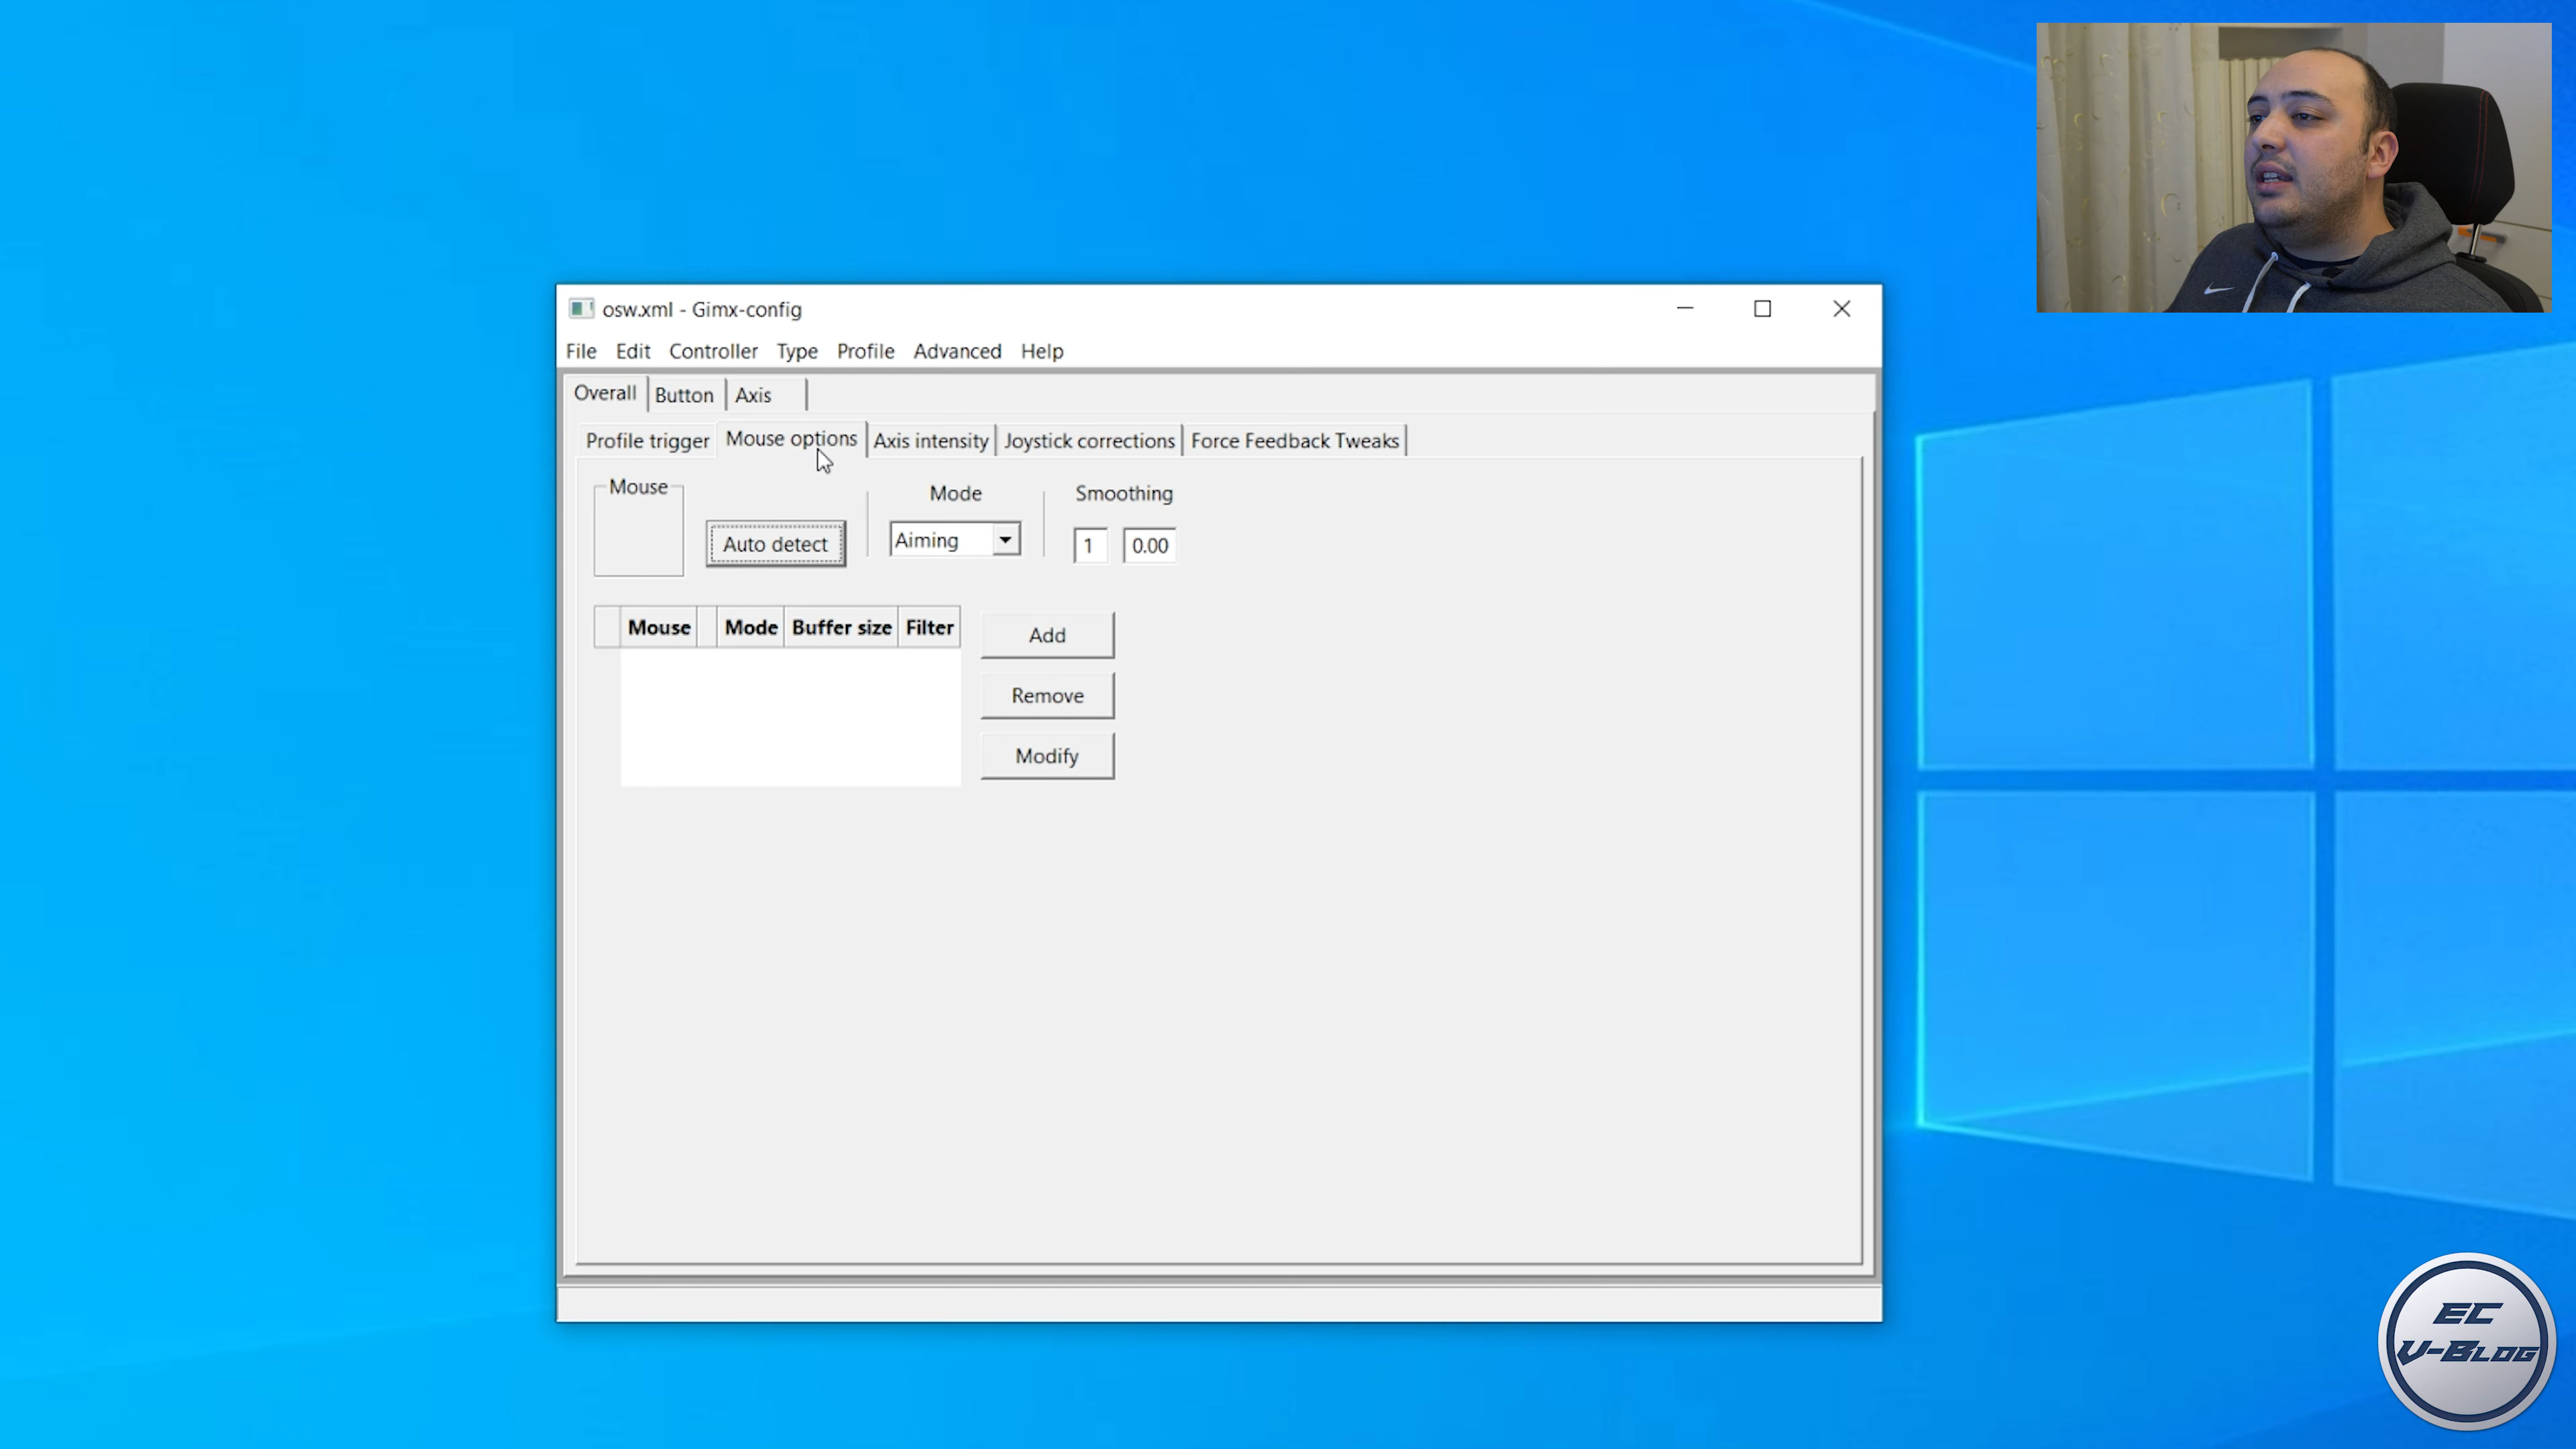 osw.xml - Gimx-config
File Edit Controller Type Profile Advanced Help
Overall Button Axis
Profile trigger Mouse options Axis intensity Joystick corrections Force Feedback Tweaks
Mouse Mode Smoothing
Auto detect Aiming 1 0.00
Mouse Mode Buffer size Filter
Add
Remove
Modify
EC
V-BLOG